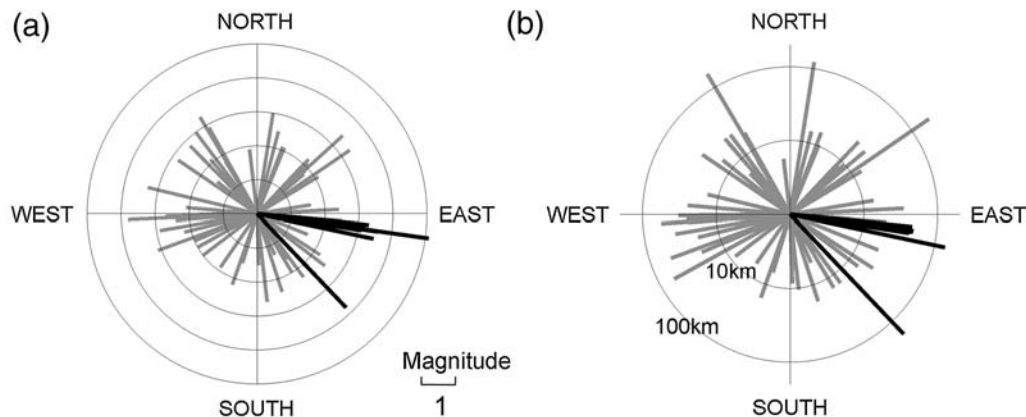 (a)
NORTH
WEST
EAST
SOUTH
Magnitude
1
(b)
NORTH
WEST
EAST
10km
100km
SOUTH